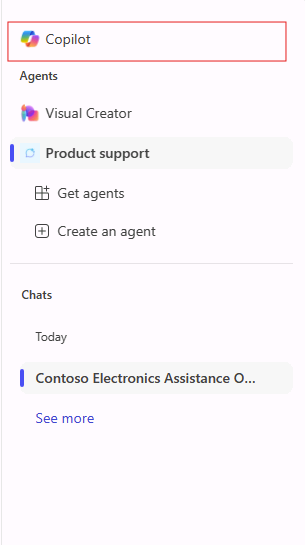 Copilot
Agents
Visual Creator
Product support
Get agents
Create an agent
Chats
Today
Contoso Electronics Assistance O...
See more